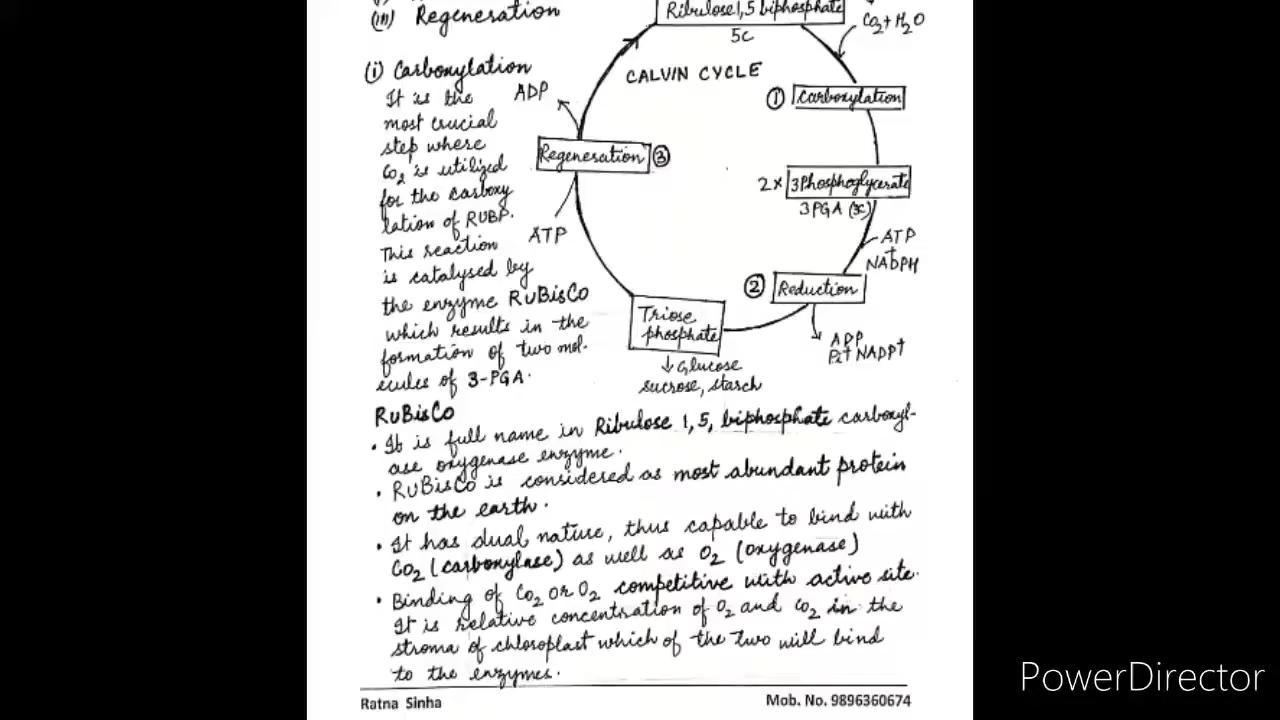 (iii) Regeneration
Ribulose 1,5 biphosphate
5C
CO2 + H2O
CALVIN CYCLE
(i) Carboxylation
It is the
most crucial
step where
CO2 is utilized
for the carboxy
lation of RUBP.
This reaction
is catalysed by
the enzyme RuBisCo
which results in the
formation of two mol-
ecules of 3-PGA.
ADP
① Carboxylation
Regeneration ③
2 x 3Phosphoglycerate
3 PGA (3C)
ATP
ATP
+
NADPH
② Reduction
Triose
phosphate
ADP
Pi+ NADP+
↓ Glucose
sucrose, starch
RuBisCo
• It is full name in Ribulose 1,5, biphosphate carboxyl-
ase oxygenase enzyme.
• RuBisCo is considered as most abundant protein
on the earth.
• It has dual nature, thus capable to bind with
CO2 (carboxylase) as well as O2 (oxygenase)
• Binding of CO2 or O2 competitive with active site.
It is relative concentration of O2 and CO2 in the
stroma of chloroplast which of the two will bind
to the enzymes.
Ratna Sinha
Mob. No. 9896360674
PowerDirector